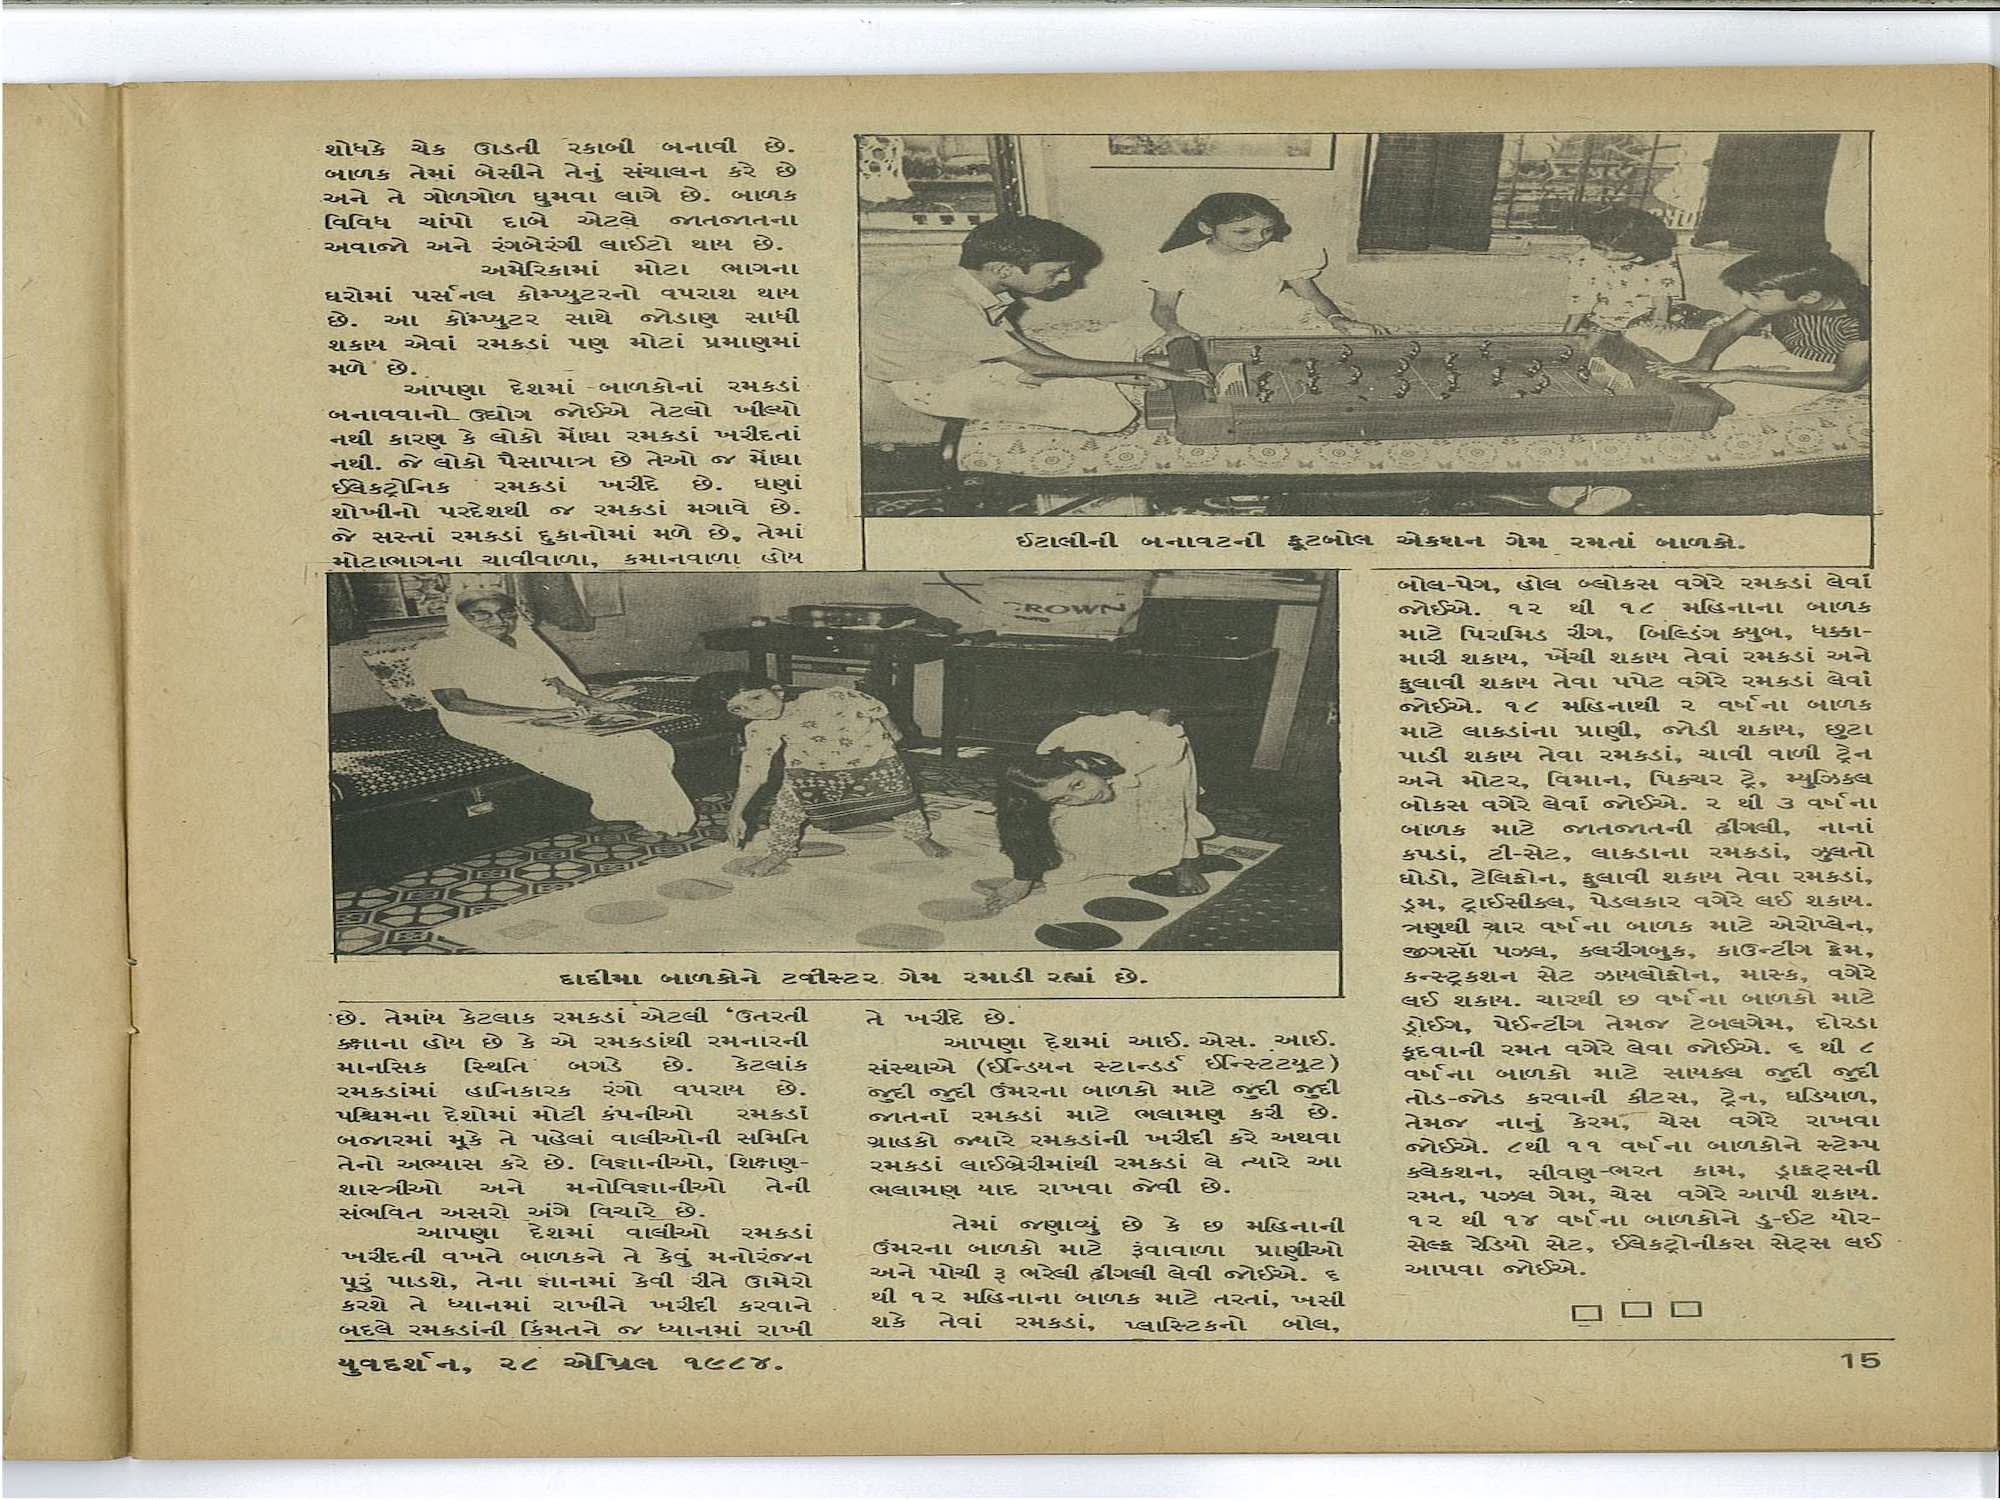 શોધકે ચેક ઊડતી રકાબી બનાવી છે.
બાળક તેમાં બેસીને તેનું સંચાલન કરે છે
અને તે ગોળગોળ ઘુમવા લાગે છે. બાળક
વિવિધ ચાંપો દાબે એટલે જાતજાતના
અવાજો અને રંગબેરંગી લાઈટો થાય છે.
અમેરિકામાં મોટા ભાગના
ઘરોમાં પર્સનલ કોમ્પ્યુટરનો વપરાશ થાય
છે. આ કોમ્પ્યુટર સાથે જોડાણ સાધી
શકાય એવાં રમકડાં પણ મોટાં પ્રમાણમાં
મળે છે.
આપણા દેશમાં બાળકોનાં રમકડાં
બનાવવાનો ઉદ્યોગ જોઈએ તેટલો ખીલ્યો
નથી કારણ કે લોકો મોંઘા રમકડાં ખરીદતાં
નથી. જે લોકો પૈસાપાત્ર છે તેઓ જ મોંઘા
ઈલેક્ટ્રોનિક રમકડાં ખરીદે છે. ઘણાં
શોખીનો પરદેશથી જ રમકડાં મગાવે છે.
જે સસ્તાં રમકડાં દુકાનોમાં મળે છે, તેમાં
મોટાભાગના ચાવીવાળા, કમાનવાળા હોય
ઈટાલીની બનાવટની ફૂટબોલ એકશન ગેમ રમતાં બાળકો.
CROWN
દાદીમા બાળકોને ટવીસ્ટર ગેમ રમાડી રહ્યાં છે.
છે. તેમાંય કેટલાક રમકડાં એટલી ‘ઉતરતી
કક્ષાના હોય છે કે એ રમકડાંથી રમનારની
માનસિક સ્થિતિ બગડે છે. કેટલાંક
રમકડાંમાં હાનિકારક રંગો વપરાય છે.
પશ્ચિમના દેશોમાં મોટી કંપનીઓ રમકડાં
બજારમાં મૂકે તે પહેલાં વાલીઓની સમિતિ
તેનો અભ્યાસ કરે છે. વિજ્ઞાનીઓ, શિક્ષણ-
શાસ્ત્રીઓ અને મનોવિજ્ઞાનીઓ તેની
સંભવિત અસરો અંગે વિચારે છે.
આપણા દેશમાં વાલીઓ રમકડાં
ખરીદતી વખતે બાળકને તે કેવું મનોરંજન
પૂરું પાડશે, તેના જ્ઞાનમાં કેવી રીતે ઊમેરો
કરશે તે ધ્યાનમાં રાખીને ખરીદી કરવાને
બદલે રમકડાંની કિંમતને જ ધ્યાનમાં રાખી
તે ખરીદે છે.
આપણા દેશમાં આઈ. એસ. આઈ.
સંસ્થાએ (ઈન્ડિયન સ્ટાન્ડર્ડ ઈન્સ્ટિટયૂટ)
જુદી જુદી ઉંમરના બાળકો માટે જુદી જુદી
જાતનાં રમકડાં માટે ભલામણ કરી છે.
ગ્રાહકો જ્યારે રમકડાંની ખરીદી કરે અથવા
રમકડાં લાઈબ્રેરીમાંથી રમકડાં લે ત્યારે આ
ભલામણ યાદ રાખવા જેવી છે.
તેમાં જણાવ્યું છે કે છ મહિનાની
ઉંમરના બાળકો માટે રૂંવાવાળા પ્રાણીઓ
અને પોચી રૂ ભરેલી ઢીંગલી લેવી જોઈએ. ૬
થી ૧૨ મહિનાના બાળક માટે તરતાં, ખસી
શકે તેવાં રમકડાં, પ્લાસ્ટિકનો બોલ,
બોલ-પેગ, હોલ બ્લોકસ વગેરે રમકડાં લેવાં
જોઈએ. ૧૨ થી ૧૮ મહિનાના બાળક
માટે પિરામિડ રીંગ, બિલ્ડિંગ ક્યુબ, ધક્કા-
મારી શકાય, ખેંચી શકાય તેવાં રમકડાં અને
ફુલાવી શકાય તેવા પપેટ વગેરે રમકડાં લેવાં
જોઈએ. ૧૮ મહિનાથી ૨ વર્ષના બાળક
માટે લાકડાંના પ્રાણી, જોડી શકાય, છુટા
પાડી શકાય તેવા રમકડાં, ચાવી વાળી ટ્રેન
અને મોટર, વિમાન, પિક્ચર ટ્રે, મ્યુઝિકલ
બોકસ વગેરે લેવાં જોઈએ. ૨ થી ૩ વર્ષના
બાળક માટે જાતજાતની ઢીંગલી, નાનાં
કપડાં, ટી-સેટ, લાકડાના રમકડાં, ઝુલતો
ઘોડો, ટેલિફોન, ફુલાવી શકાય તેવા રમકડાં,
ડ્રમ, ટ્રાઈસીકલ, પેડલકાર વગેરે લઈ શકાય.
ત્રણથી ચાર વર્ષના બાળક માટે એરોપ્લેન,
જીગસૉ પઝલ, કલરીંગબુક, કાઉન્ટીંગ ફ્રેમ,
કન્સ્ટ્રકશન સેટ ઝાયલોફોન, માસ્ક, વગેરે
લઈ શકાય. ચારથી છ વર્ષના બાળકો માટે
ડ્રોઈંગ, પેઈન્ટીંગ તેમજ ટેબલગેમ, દોરડા
કૂદવાની રમત વગેરે લેવા જોઈએ. ૬ થી ૮
વર્ષના બાળકો માટે સાયકલ જુદી જુદી
તોડ-જોડ કરવાની કીટસ, ટ્રેન, ઘડિયાળ,
તેમજ નાનું કેરમ, ચેસ વગેરે રાખવા
જોઈએ. ૮થી ૧૧ વર્ષના બાળકોને સ્ટેમ્પ
કલેકશન, સીવણ-ભરત કામ, ડ્રાફટ્સની
રમત, પઝલ ગેમ, ચેસ વગેરે આપી શકાય.
૧૨ થી ૧૪ વર્ષના બાળકોને ડુ-ઈટ યોર-
સેલ્ફ રેડિયો સેટ, ઈલેક્ટ્રોનીકસ સેટ્સ લઈ
આપવા જોઈએ.
યુવદર્શન, ૨૮ એપ્રિલ ૧૯૮૪.
15